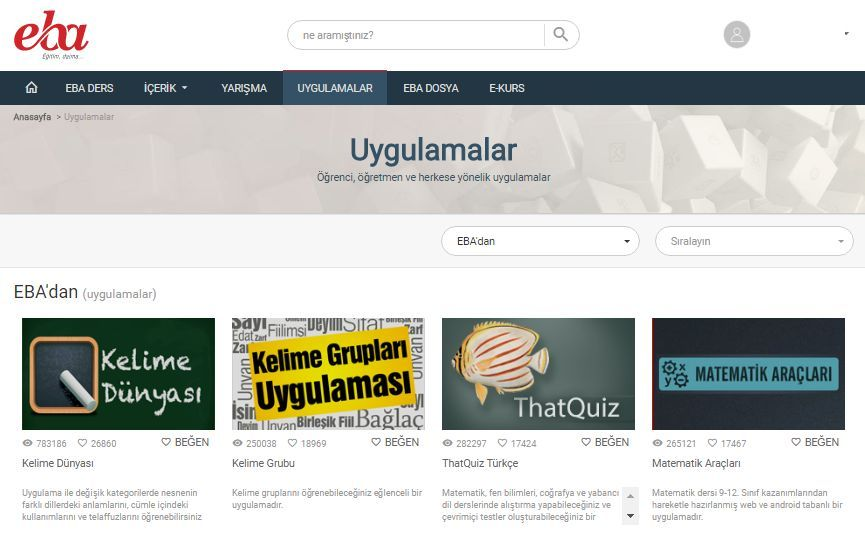 eba
Eğitim, daima...
ne aramıştınız?
EBA DERS İÇERİK YARIŞMA UYGULAMALAR EBA DOSYA E-KURS
Anasayfa > Uygulamalar
Uygulamalar
Öğrenci, öğretmen ve herkese yönelik uygulamalar
EBA'dan Sıralayın
EBA'dan (uygulamalar)
Kelime
Dünyası
Sayı Deyim Sıfat
Edat Zarf Fiilimsi Birleşik Fiil
Kelime Grupları
Uygulaması
Unvan Birleşik Fiil Bağlaç
ThatQuiz
MATEMATİK ARAÇLARI
783186 26860 BEĞEN
Kelime Dünyası
Uygulama ile değişik kategorilerde nesnenin
farklı dillerdeki anlamlarını, cümle içindeki
kullanımlarını ve telaffuzlarını öğrenebilirsiniz
250038 18969 BEĞEN
Kelime Grubu
Kelime gruplarını öğrenebileceğiniz eğlenceli bir
uygulamadır.
282297 17424 BEĞEN
ThatQuiz Türkçe
Matematik, fen bilimleri, coğrafya ve yabancı
dil derslerinde alıştırma yapabileceğiniz ve
çevrimiçi testler oluşturabileceğiniz bir
265121 17467 BEĞEN
Matematik Araçları
Matematik dersi 9-12. Sınıf kazanımlarından
hareketle hazırlanmış web ve android tabanlı bir
uygulamadır.